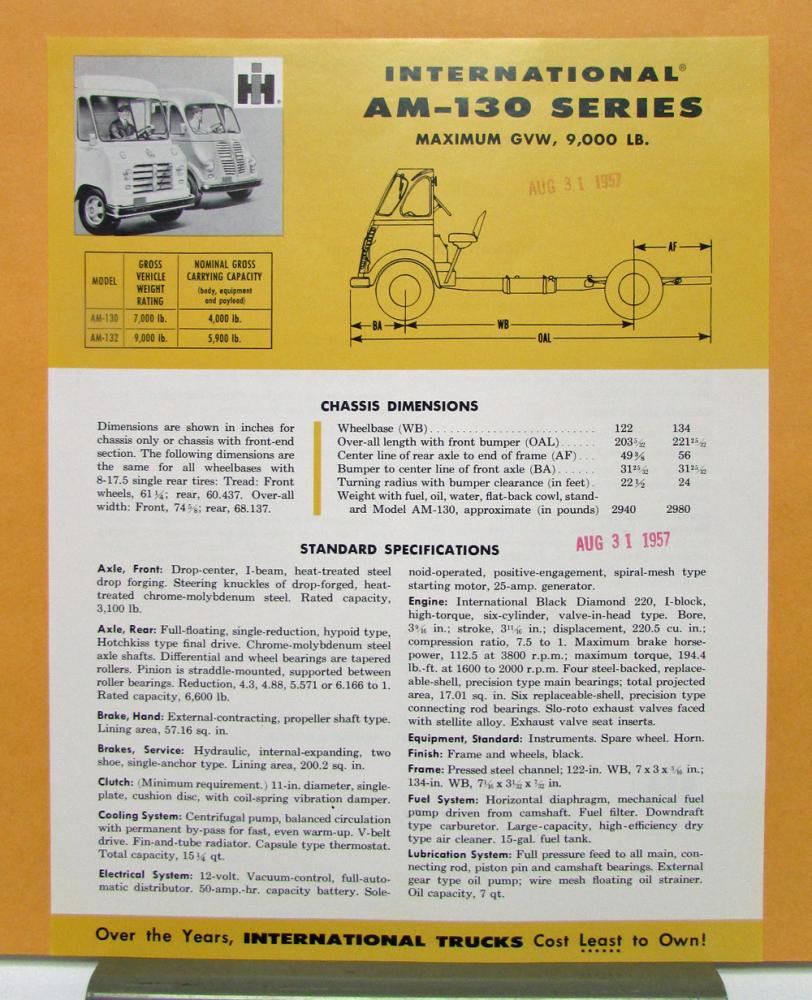 IH
INTERNATIONAL®
AM-130 SERIES
MAXIMUM GVW, 9,000 LB.
AUG 31 1957
MODEL
GROSS
VEHICLE
WEIGHT
RATING
NOMINAL GROSS
CARRYING CAPACITY
(body, equipment
and payload)
AM-130 7,000 lb. 4,000 lb.
AM-132 9,000 lb. 5,900 lb.
AF
BA
WB
OAL
CHASSIS DIMENSIONS
Dimensions are shown in inches for
chassis only or chassis with front-end
section. The following dimensions are
the same for all wheelbases with
8-17.5 single rear tires: Tread: Front
wheels, 61¼; rear, 60.437. Over-all
width: Front, 74⅝; rear, 68.137.
Wheelbase (WB) 122 134
Over-all length with front bumper (OAL) 203 5/32 221 25/32
Center line of rear axle to end of frame (AF) 49⅜ 56
Bumper to center line of front axle (BA) 31 25/32 31 25/32
Turning radius with bumper clearance (in feet) 22½ 24
Weight with fuel, oil, water, flat-back cowl, stand-
ard Model AM-130, approximate (in pounds) 2940 2980
STANDARD SPECIFICATIONS
AUG 31 1957
Axle, Front: Drop-center, I-beam, heat-treated steel
drop forging. Steering knuckles of drop-forged, heat-
treated chrome-molybdenum steel. Rated capacity,
3,100 lb.
Axle, Rear: Full-floating, single-reduction, hypoid type,
Hotchkiss type final drive. Chrome-molybdenum steel
axle shafts. Differential and wheel bearings are tapered
rollers. Pinion is straddle-mounted, supported between
roller bearings. Reduction, 4.3, 4.88, 5.571 or 6.166 to 1.
Rated capacity, 6,600 lb.
Brake, Hand: External-contracting, propeller shaft type.
Lining area, 57.16 sq. in.
Brakes, Service: Hydraulic, internal-expanding, two
shoe, single-anchor type. Lining area, 200.2 sq. in.
Clutch: (Minimum requirement.) 11-in. diameter, single-
plate, cushion disc, with coil-spring vibration damper.
Cooling System: Centrifugal pump, balanced circulation
with permanent by-pass for fast, even warm-up. V-belt
drive. Fin-and-tube radiator. Capsule type thermostat.
Total capacity, 15¼ qt.
Electrical System: 12-volt. Vacuum-control, full-auto-
matic distributor. 50-amp.-hr. capacity battery. Sole-
noid-operated, positive-engagement, spiral-mesh type
starting motor, 25-amp. generator.
Engine: International Black Diamond 220, I-block,
high-torque, six-cylinder, valve-in-head type. Bore,
3 9/16 in.; stroke, 3 11/16 in.; displacement, 220.5 cu. in.;
compression ratio, 7.5 to 1. Maximum brake horse-
power, 112.5 at 3800 r.p.m.; maximum torque, 194.4
lb.-ft. at 1600 to 2000 r.p.m. Four steel-backed, replace-
able-shell, precision type main bearings; total projected
area, 17.01 sq. in. Six replaceable-shell, precision type
connecting rod bearings. Slo-roto exhaust valves faced
with stellite alloy. Exhaust valve seat inserts.
Equipment, Standard: Instruments. Spare wheel. Horn.
Finish: Frame and wheels, black.
Frame: Pressed steel channel; 122-in. WB, 7 x 3 x 3/16 in.;
134-in. WB, 7 1/16 x 3 1/32 x 7/32 in.
Fuel System: Horizontal diaphragm, mechanical fuel
pump driven from camshaft. Fuel filter. Downdraft
type carburetor. Large-capacity, high-efficiency dry
type air cleaner. 15-gal. fuel tank.
Lubrication System: Full pressure feed to all main, con-
necting rod, piston pin and camshaft bearings. External
gear type oil pump; wire mesh floating oil strainer.
Oil capacity, 7 qt.
Over the Years, INTERNATIONAL TRUCKS Cost Least to Own!